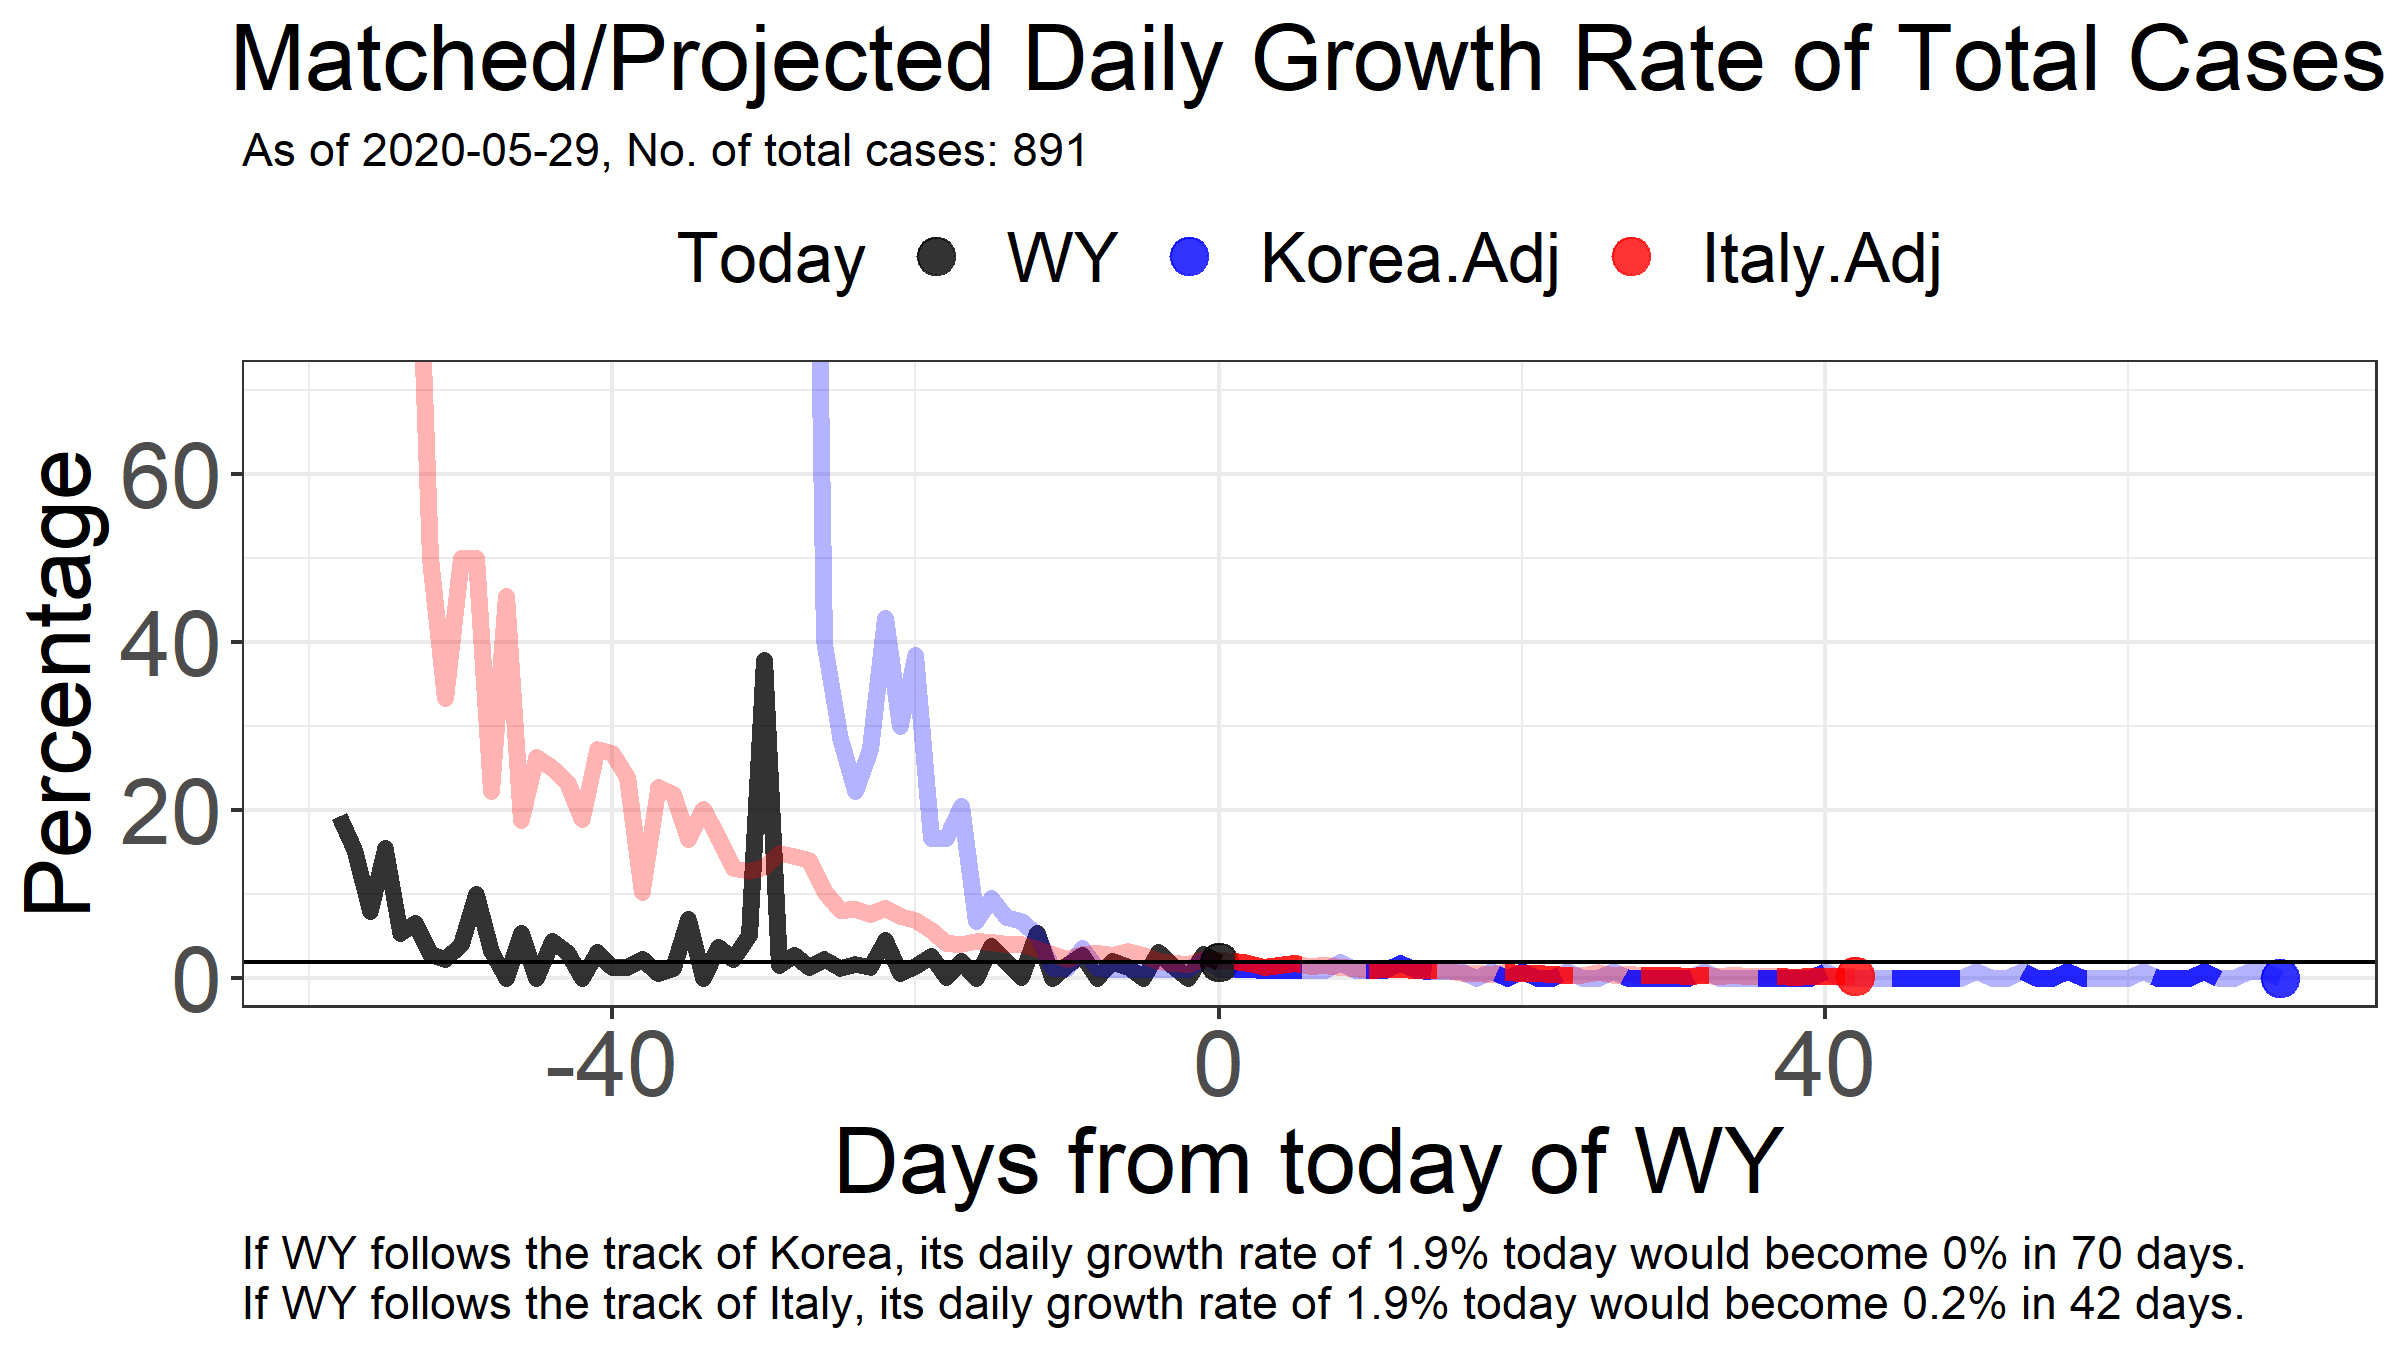 Matched/Projected Daily Growth Rate of Total Cases
As of 2020-05-29, No. of total cases: 891
Today WY Korea.Adj Italy.Adj
Percentage
60
40
20
0
-40 0 40
Days from today of WY
If WY follows the track of Korea, its daily growth rate of 1.9% today would become 0% in 70 days.
If WY follows the track of Italy, its daily growth rate of 1.9% today would become 0.2% in 42 days.